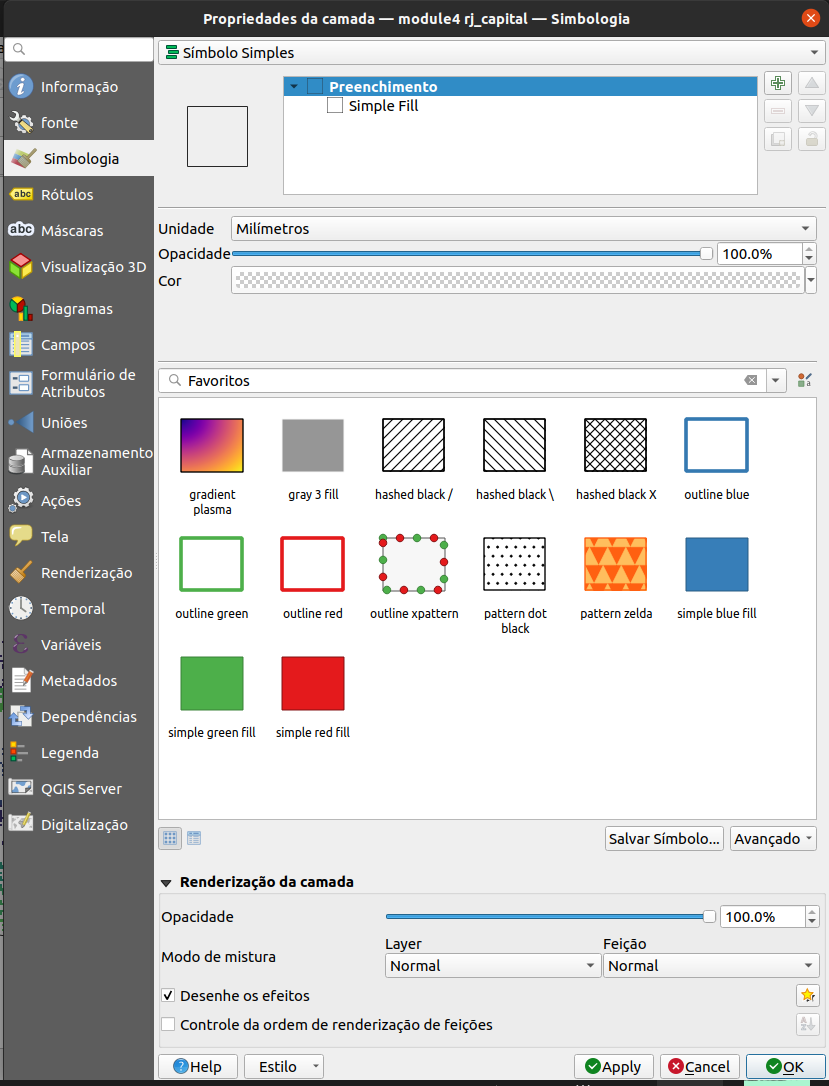 Propriedades da camada — module4 rj_capital — Simbologia
Informação
fonte
Simbologia
Rótulos
abc
Máscaras
abc
Visualização 3D
Diagramas
Campos
Formulário de
Atributos
Uniões
Armazenamento
Auxiliar
Ações
Tela
Renderização
Temporal
Variáveis
Metadados
Dependências
Legenda
QGIS Server
Digitalização
Símbolo Simples
Preenchimento
Simple Fill
Unidade
Milímetros
Opacidade
100.0%
Cor
Favoritos
gradient
plasma
gray 3 fill
hashed black /
hashed black \
hashed black X
outline blue
outline green
outline red
outline xpattern
pattern dot
black
pattern zelda
simple blue fill
simple green fill
simple red fill
Salvar Símbolo...
Avançado
Renderização da camada
Opacidade
100.0%
Modo de mistura
Layer
Normal
Feição
Normal
Desenhe os efeitos
Controle da ordem de renderização de feições
Help
Estilo
Apply
Cancel
OK